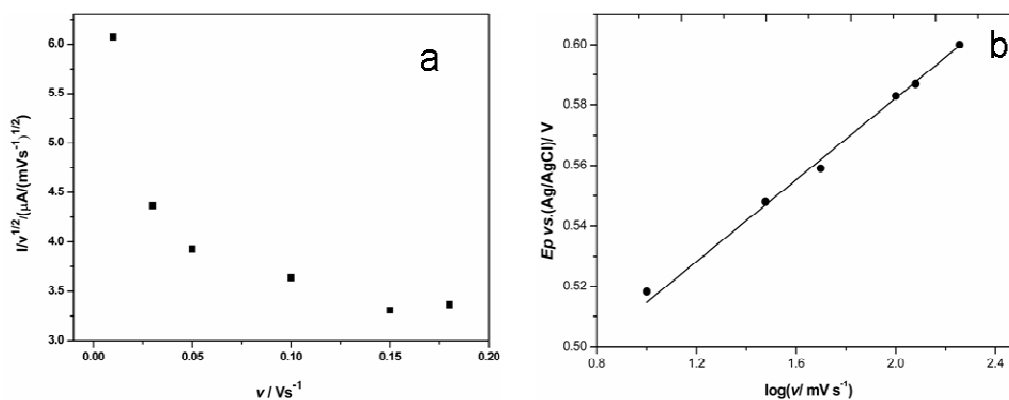 a
6.0
5.5
5.0
4.5
4.0
3.5
3.0
I/v^1/2/(μA/(mVs^-1)^1/2)
0.00 0.05 0.10 0.15 0.20
v / Vs^-1
b
0.60
0.58
0.56
0.54
0.52
0.50
Ep vs.(Ag/AgCl)/ V
0.8 1.2 1.6 2.0 2.4
log(v/ mV s^-1)